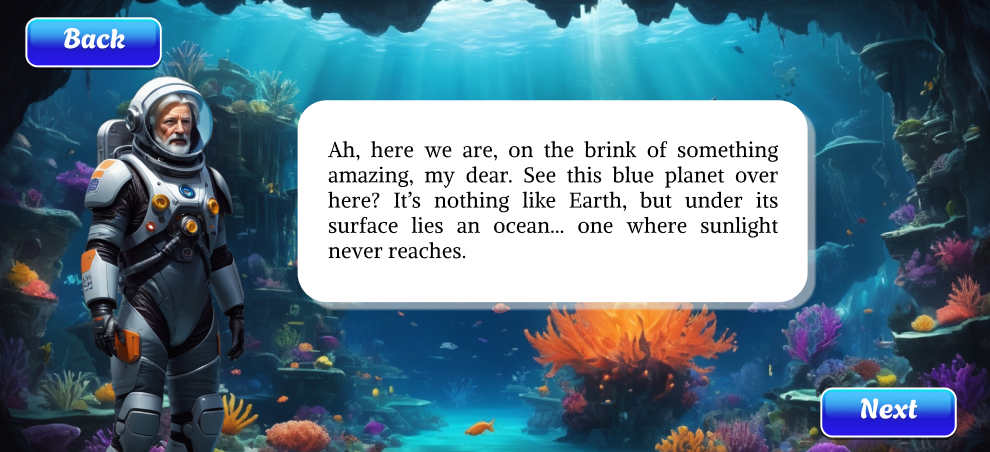 Back
Ah, here we are, on the brink of something
amazing, my dear. See this blue planet over
here? It's nothing like Earth, but under its
surface lies an ocean... one where sunlight
never reaches.
Next